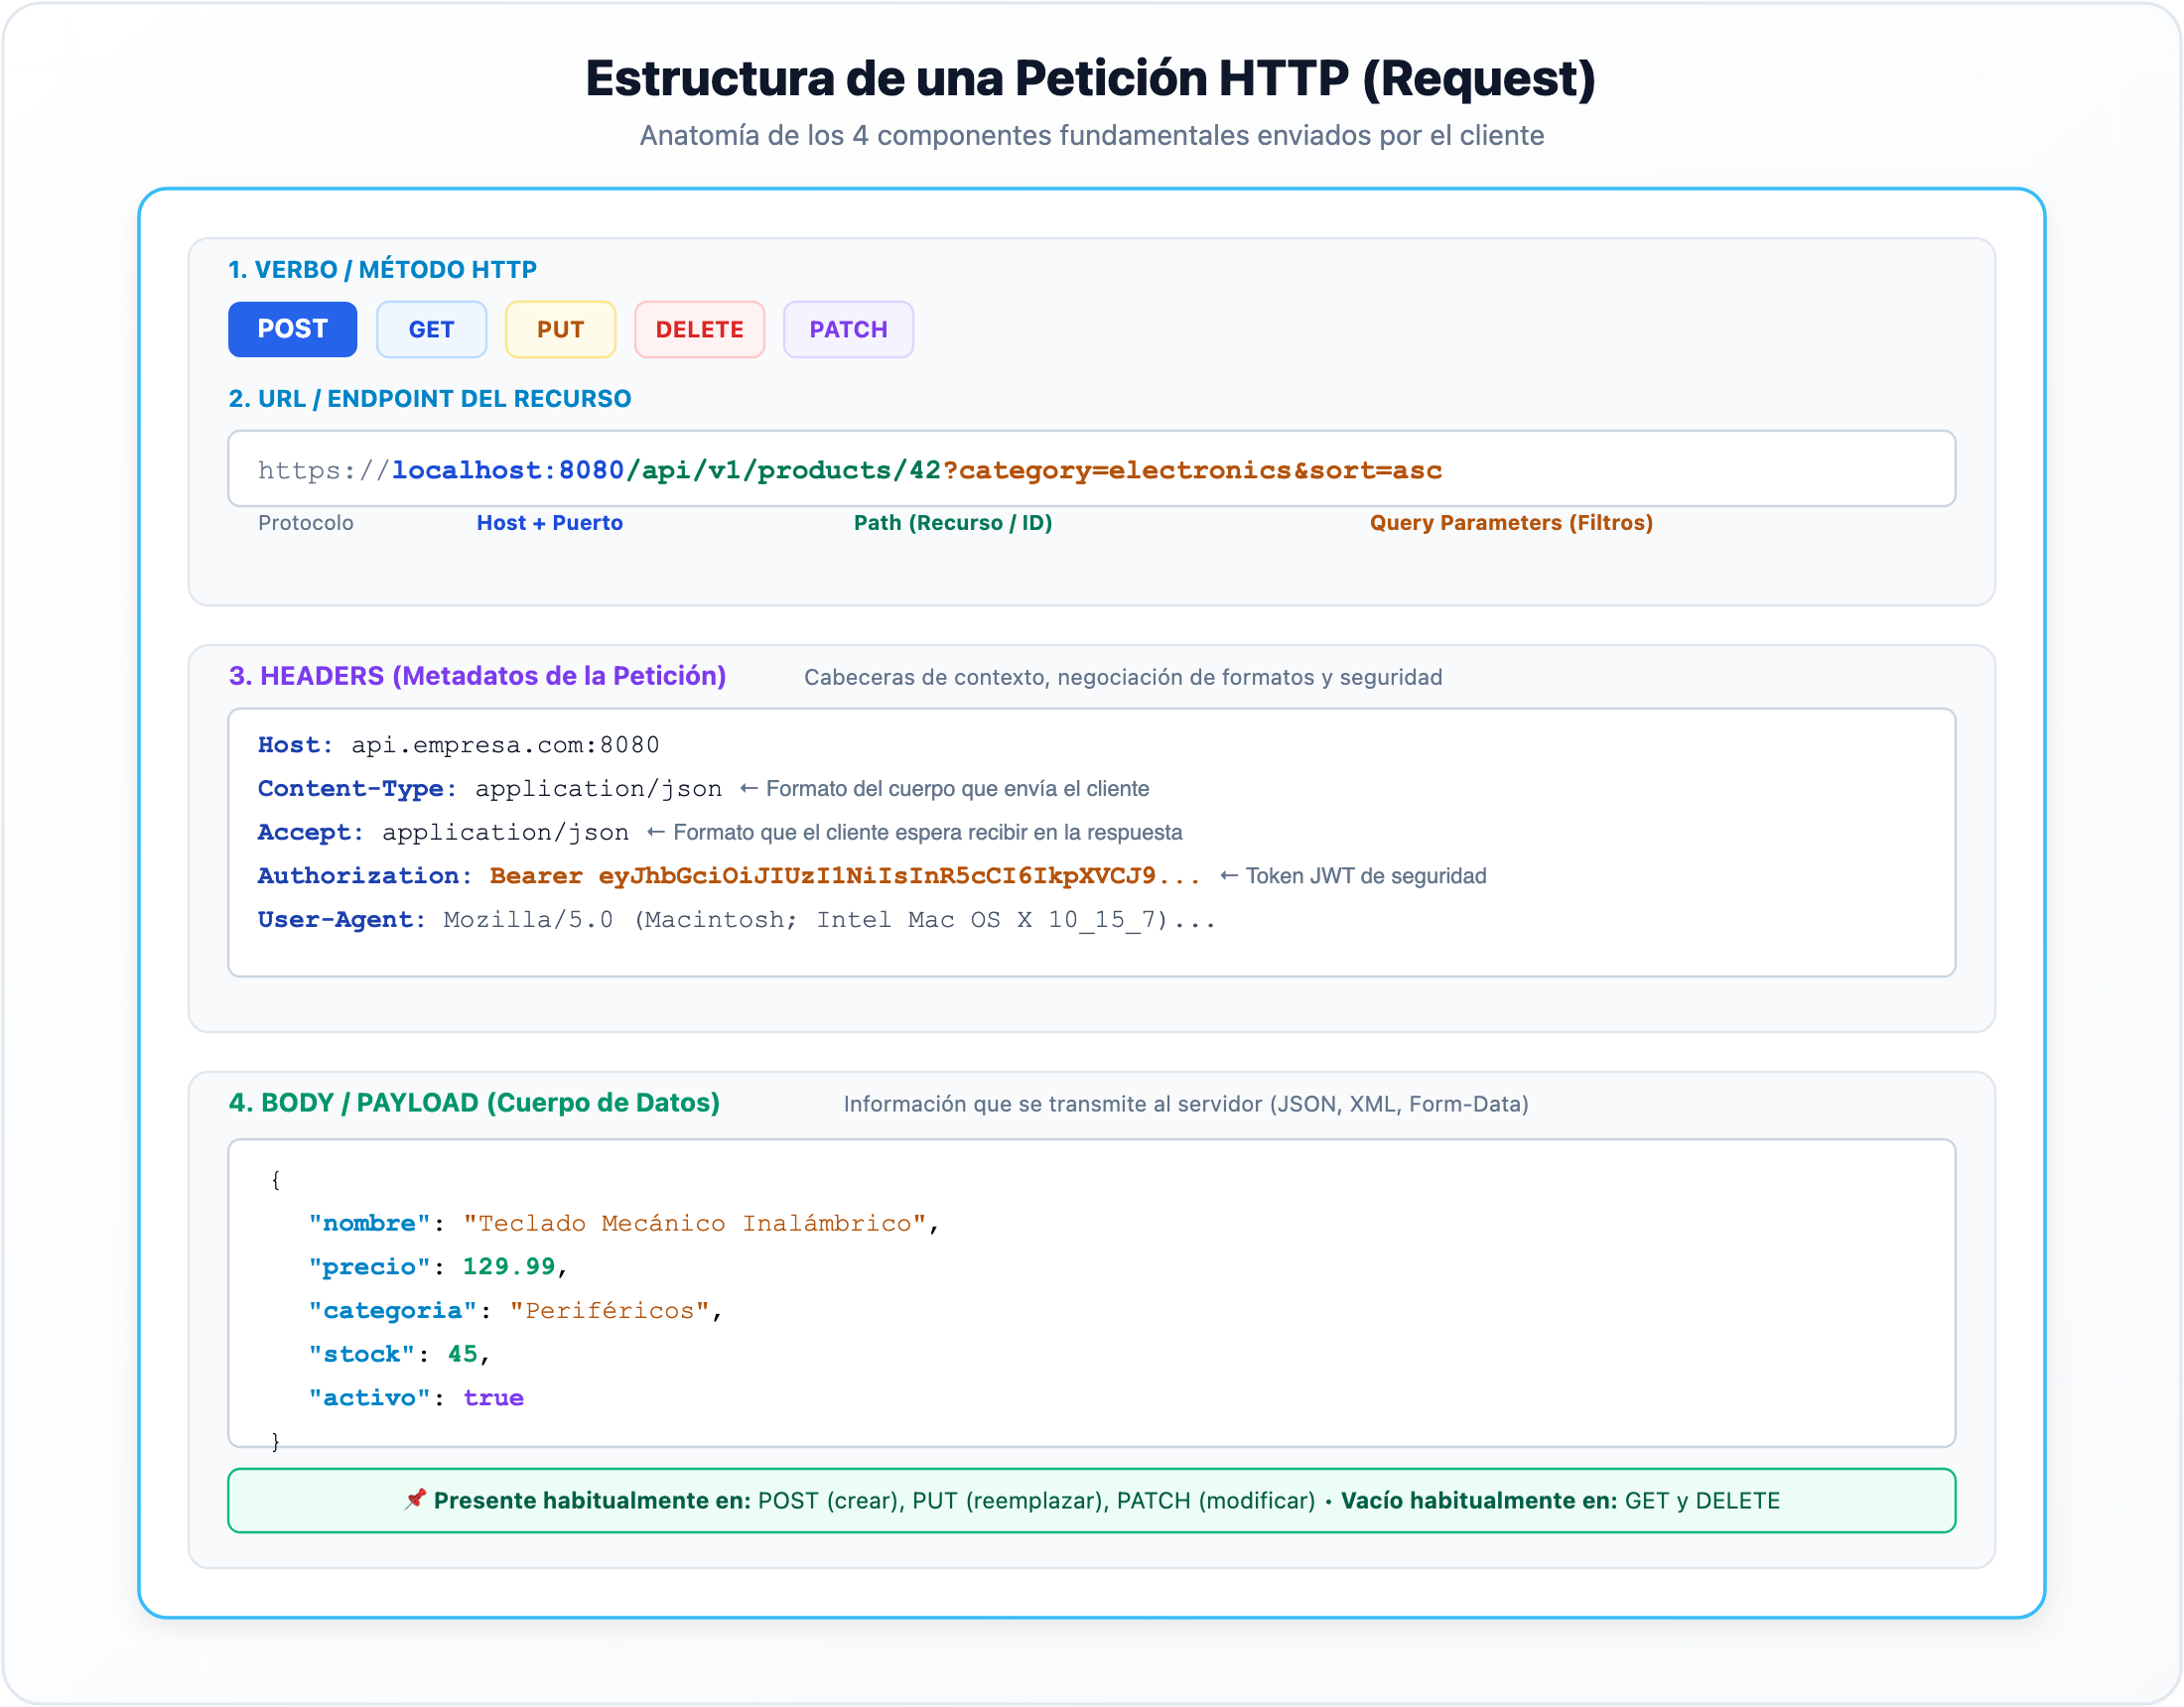 Estructura de una Petición HTTP (Request)
Anatomía de los 4 componentes fundamentales enviados por el cliente
1. VERBO / MÉTODO HTTP
POST GET PUT DELETE PATCH
2. URL / ENDPOINT DEL RECURSO
https://localhost:8080/api/v1/products/42?category=electronics&sort=asc
Protocolo Host + Puerto Path (Recurso / ID) Query Parameters (Filtros)
3. HEADERS (Metadatos de la Petición) Cabeceras de contexto, negociación de formatos y seguridad
Host: api.empresa.com:8080
Content-Type: application/json ← Formato del cuerpo que envía el cliente
Accept: application/json ← Formato que el cliente espera recibir en la respuesta
Authorization: Bearer eyJhbGciOiJIUzI1NiIsInR5cCI6IkpXVCJ9... ← Token JWT de seguridad
User-Agent: Mozilla/5.0 (Macintosh; Intel Mac OS X 10_15_7)...
4. BODY / PAYLOAD (Cuerpo de Datos) Información que se transmite al servidor (JSON, XML, Form-Data)
{
"nombre": "Teclado Mecánico Inalámbrico",
"precio": 129.99,
"categoria": "Periféricos",
"stock": 45,
"activo": true
}
📌 Presente habitualmente en: POST (crear), PUT (reemplazar), PATCH (modificar) • Vacío habitualmente en: GET y DELETE